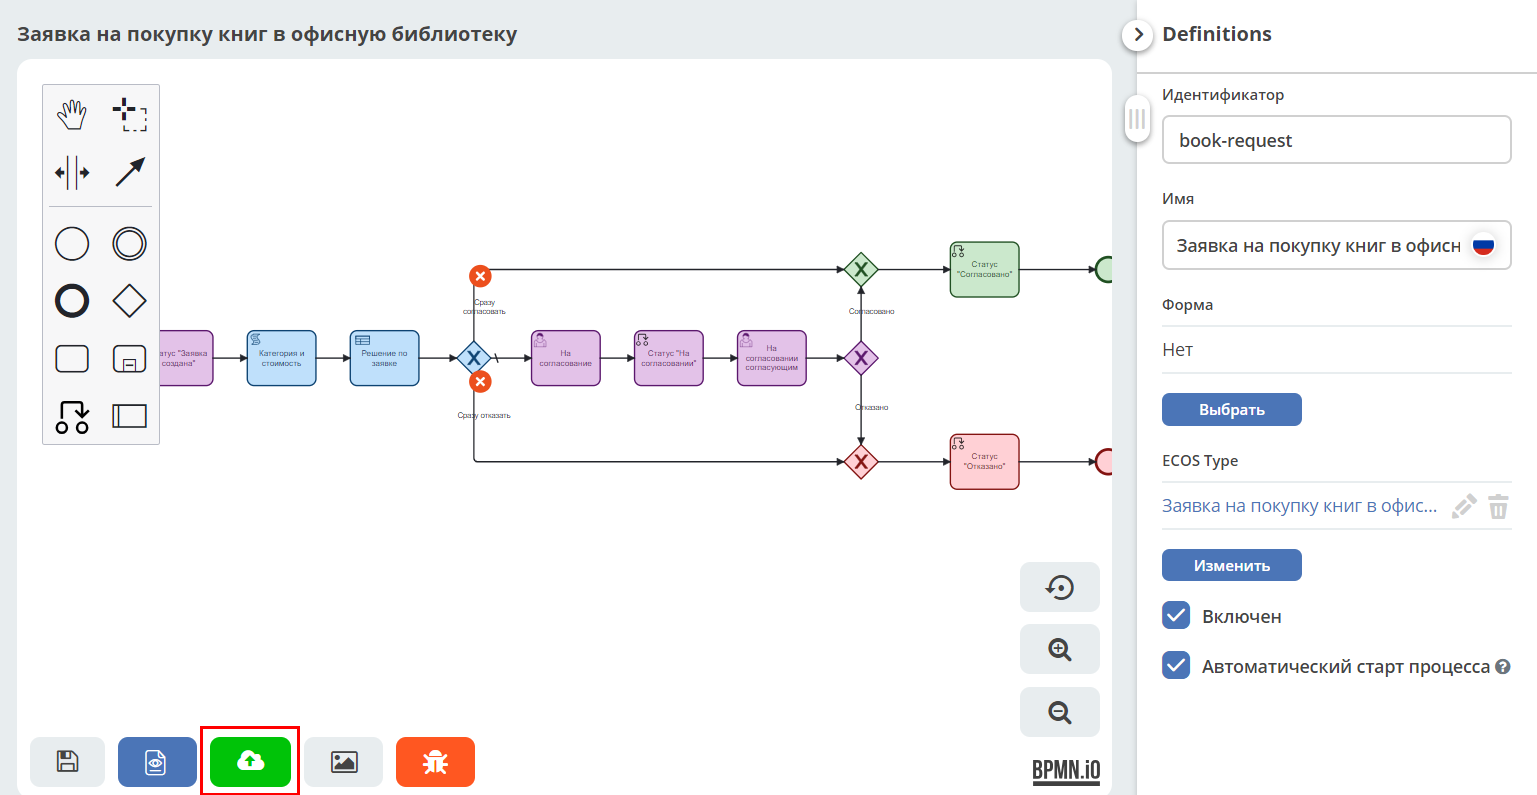 Заявка на покупку книг в офисную библиотеку
Definitions
Идентификатор
book-request
Имя
Заявка на покупку книг в офисн
Форма
Нет
Выбрать
ECOS Type
Заявка на покупку книг в офис...
Изменить
Включен
Автоматический старт процесса
атус "Заявка
создана"
Категория и
стоимость
Решение по
заявке
Сразу
согласовать
Сразу отказать
На
согласование
Статус "На
согласовании"
На
согласовании
согласующим
Согласовано
Отказано
Статус
"Согласовано"
Статус
"Отказано"
BPMN.iO